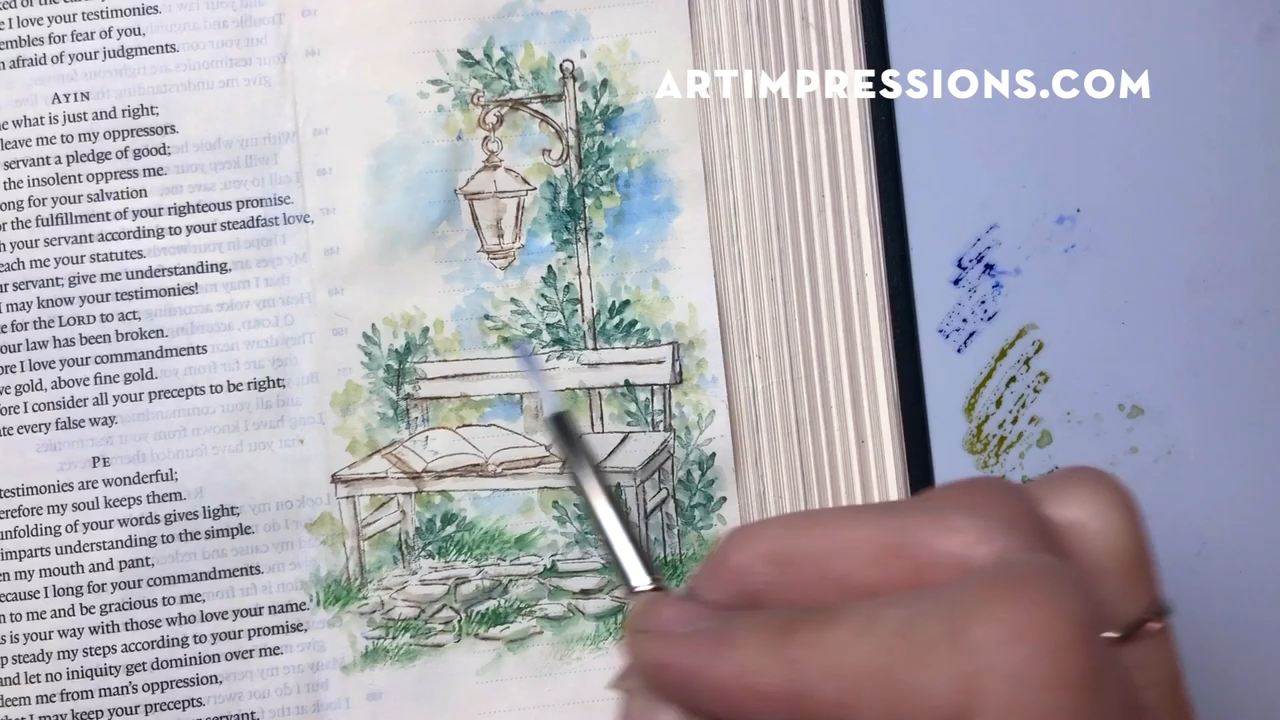 e I love your testimonies.
embles for fear of you,
afraid of your judgments.
AYIN
e what is just and right;
leave me to my oppressors.
servant a pledge of good;
the insolent oppress me.
ong for your salvation
or the fulfillment of your righteous promise.
h your servant according to your steadfast love,
each me your statutes.
ur servant; give me understanding,
I may know your testimonies!
e for the LORD to act,
our law has been broken.
ore I love your commandments
ve gold, above fine gold.
fore I consider all your precepts to be right;
ate every false way.
PE
testimonies are wonderful;
erefore my soul keeps them.
unfolding of your words gives light;
imparts understanding to the simple.
en my mouth and pant,
ecause I long for your commandments.
n to me and be gracious to me,
s is your way with those who love your name.
p steady my steps according to your promise,
and let no iniquity get dominion over me.
deem me from man's oppression,
hat I may keep your precepts.
servant,
ARTIMPRESSIONS.COM